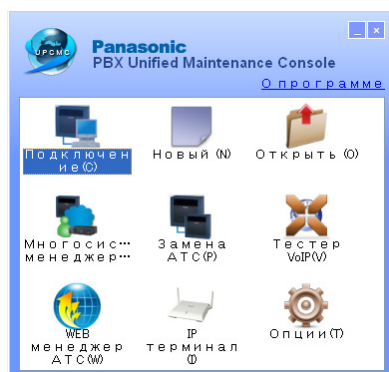 UPCMC
Panasonic
PBX Unified Maintenance Console
О программе
Подключен
ие(C)
Новый (N)
Открыть (O)
Многосис…
менеджер…
Замена
АТС(P)
Тестер
VoIP(V)
WEB
менеджер
АТС(W)
IP
терминал
(I)
Опции(T)